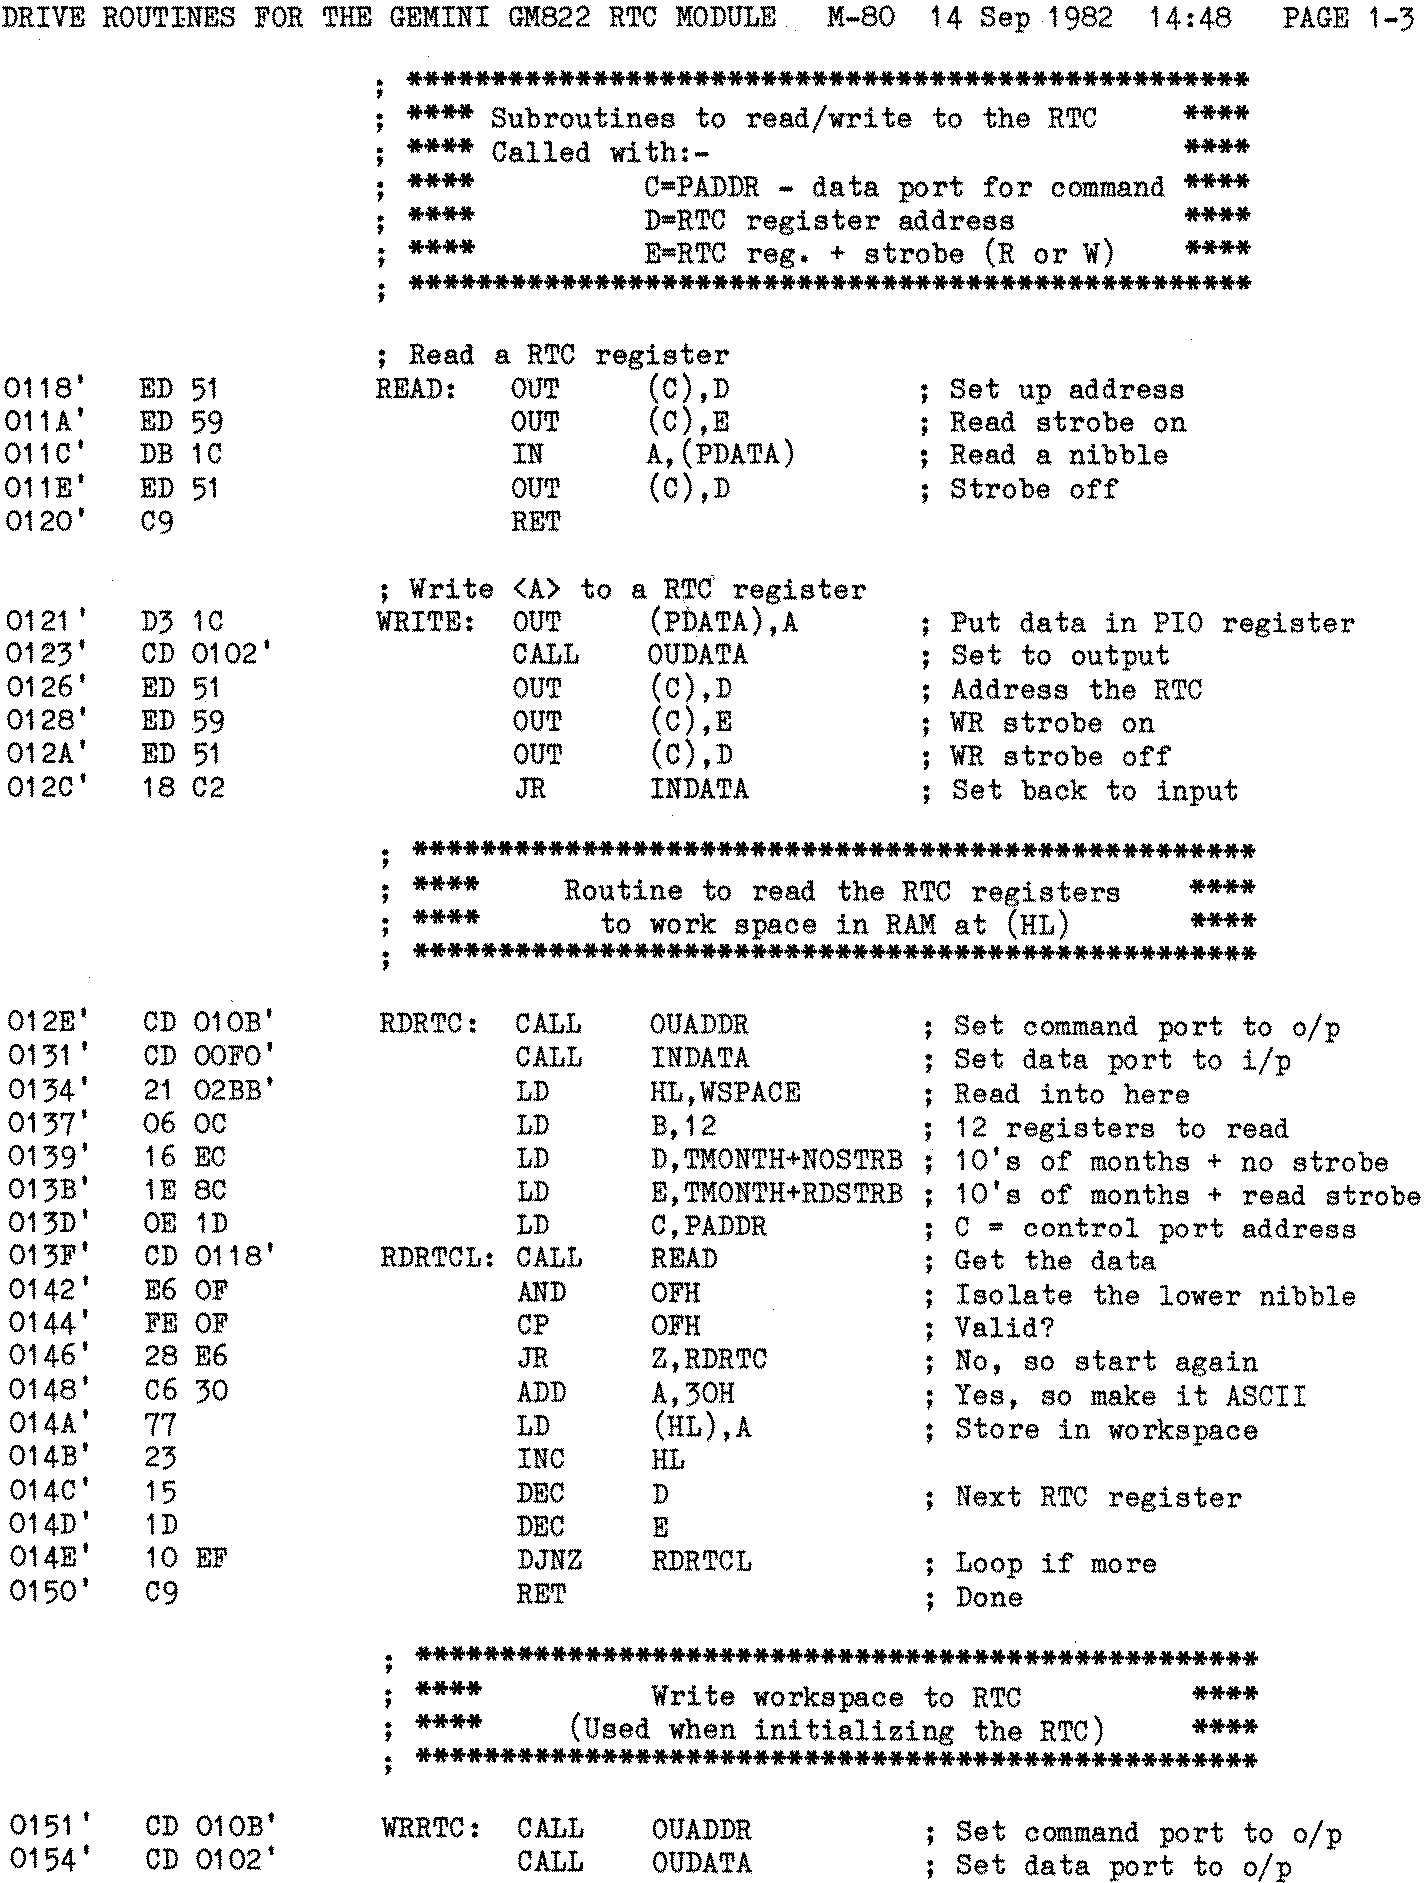 DRIVE ROUTINES FOR THE GEMINI GM822 RTC MODULE   M-80  14 Sep 1982  14:48   PAGE 1-3
; **************************************************
; **** Subroutines to read/write to the RTC     ****
; **** Called with:-                            ****
; ****          C=PADDR - data port for command ****
; ****          D=RTC register address          ****
; ****          E=RTC reg. + strobe (R or W)    ****
; **************************************************
; Read a RTC register
0118'   ED 51         READ:   OUT     (C),D           ; Set up address
011A'   ED 59                 OUT     (C),E           ; Read strobe on
011C'   DB 1C                 IN      A,(PDATA)       ; Read a nibble
011E'   ED 51                 OUT     (C),D           ; Strobe off
0120'   C9                    RET
; Write <A> to a RTC register
0121'   D3 1C         WRITE:  OUT     (PDATA),A       ; Put data in PIO register
0123'   CD 0102'              CALL    OUDATA          ; Set to output
0126'   ED 51                 OUT     (C),D           ; Address the RTC
0128'   ED 59                 OUT     (C),E           ; WR strobe on
012A'   ED 51                 OUT     (C),D           ; WR strobe off
012C'   18 C2                 JR      INDATA          ; Set back to input
; **************************************************
; ****     Routine to read the RTC registers    ****
; ****       to work space in RAM at (HL)       ****
; **************************************************
012E'   CD 010B'      RDRTC:  CALL    OUADDR          ; Set command port to o/p
0131'   CD 00F0'              CALL    INDATA          ; Set data port to i/p
0134'   21 02BB'              LD      HL,WSPACE       ; Read into here
0137'   06 0C                 LD      B,12            ; 12 registers to read
0139'   16 EC                 LD      D,TMONTH+NOSTRB ; 10's of months + no strobe
013B'   1E 8C                 LD      E,TMONTH+RDSTRB ; 10's of months + read strobe
013D'   0E 1D                 LD      C,PADDR         ; C = control port address
013F'   CD 0118'      RDRTCL: CALL    READ            ; Get the data
0142'   E6 0F                 AND     0FH             ; Isolate the lower nibble
0144'   FE 0F                 CP      0FH             ; Valid?
0146'   28 E6                 JR      Z,RDRTC         ; No, so start again
0148'   C6 30                 ADD     A,30H           ; Yes, so make it ASCII
014A'   77                    LD      (HL),A          ; Store in workspace
014B'   23                    INC     HL
014C'   15                    DEC     D               ; Next RTC register
014D'   1D                    DEC     E
014E'   10 EF                 DJNZ    RDRTCL          ; Loop if more
0150'   C9                    RET                     ; Done
; **************************************************
; ****          Write workspace to RTC          ****
; ****     (Used when initializing the RTC)     ****
; **************************************************
0151'   CD 010B'      WRRTC:  CALL    OUADDR          ; Set command port to o/p
0154'   CD 0102'              CALL    OUDATA          ; Set data port to o/p